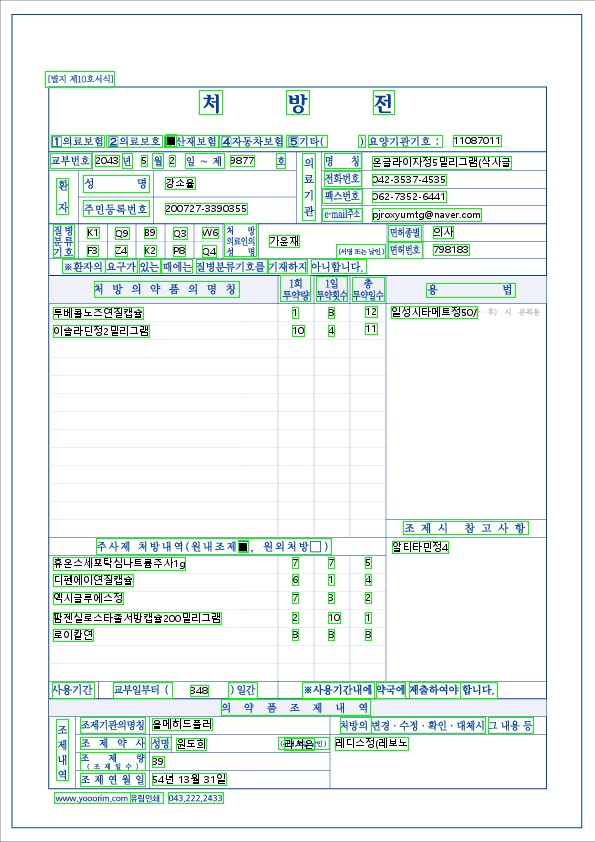 [별지 제10호서식]
처 방 전
1의료보험 2의료보호 ■산재보험 4자동차보험 5기타( ) 요양기관기호 : 11087011
교부번호 2043 년 5 월 2 일 ~ 제 9877 호
의료기관
명 칭 온글라이자정5밀리그램(삭사글
환자
성 명 강소율
전화번호 042-3537-4535
팩스번호 062-7352-6441
주민등록번호 200727-3390355
e-mail주소 pjroxyumtg@naver.com
질병분류기호
K1 Q9 B9 Q3 W6
F3 Z4 K2 P8 Q4
처 방 의료인의 성 명
가윤재
(서명 또는 날인)
면허종별 의사
면허번호 798183
※환자의 요구가 있는 때에는 질병분류기호를 기재하지 아니합니다.
처 방 의 약 품 의 명 칭 1회 투약량 1일 투약횟수 총 투약일수 용 법
투베콜노즈연질캡슐 1 8 12 일성시타메트정50/
이솔라딘정2밀리그램 10 4 11
조 제 시 참 고 사 항
주사제 처방내역(원내조제■, 원외처방□)
알티타민정4
휴온스세포탁심나트륨주사1g 7 7 5
디펜에이연질캡슐 6 1 4
엑시글루에스정 7 3 2
팜젠실로스타졸서방캡슐200밀리그램 2 10 1
로이칼연 8 8 8
사용기간 교부일부터 ( 348 ) 일간 ※사용기간내에 약국에 제출하여야 합니다.
의 약 품 조 제 내 역
조제내역
조제기관의명칭 올메히드플러 처방의 변경 · 수정 · 확인 · 대체시 그 내용 등
조 제 약 사 성명 원도희 라서은 레디스정(레보노
조 제 량 (조제일수) 39
조 제 연 월 일 54년 13월 31일
www.yooorim.com 유림인쇄 043.222.2433